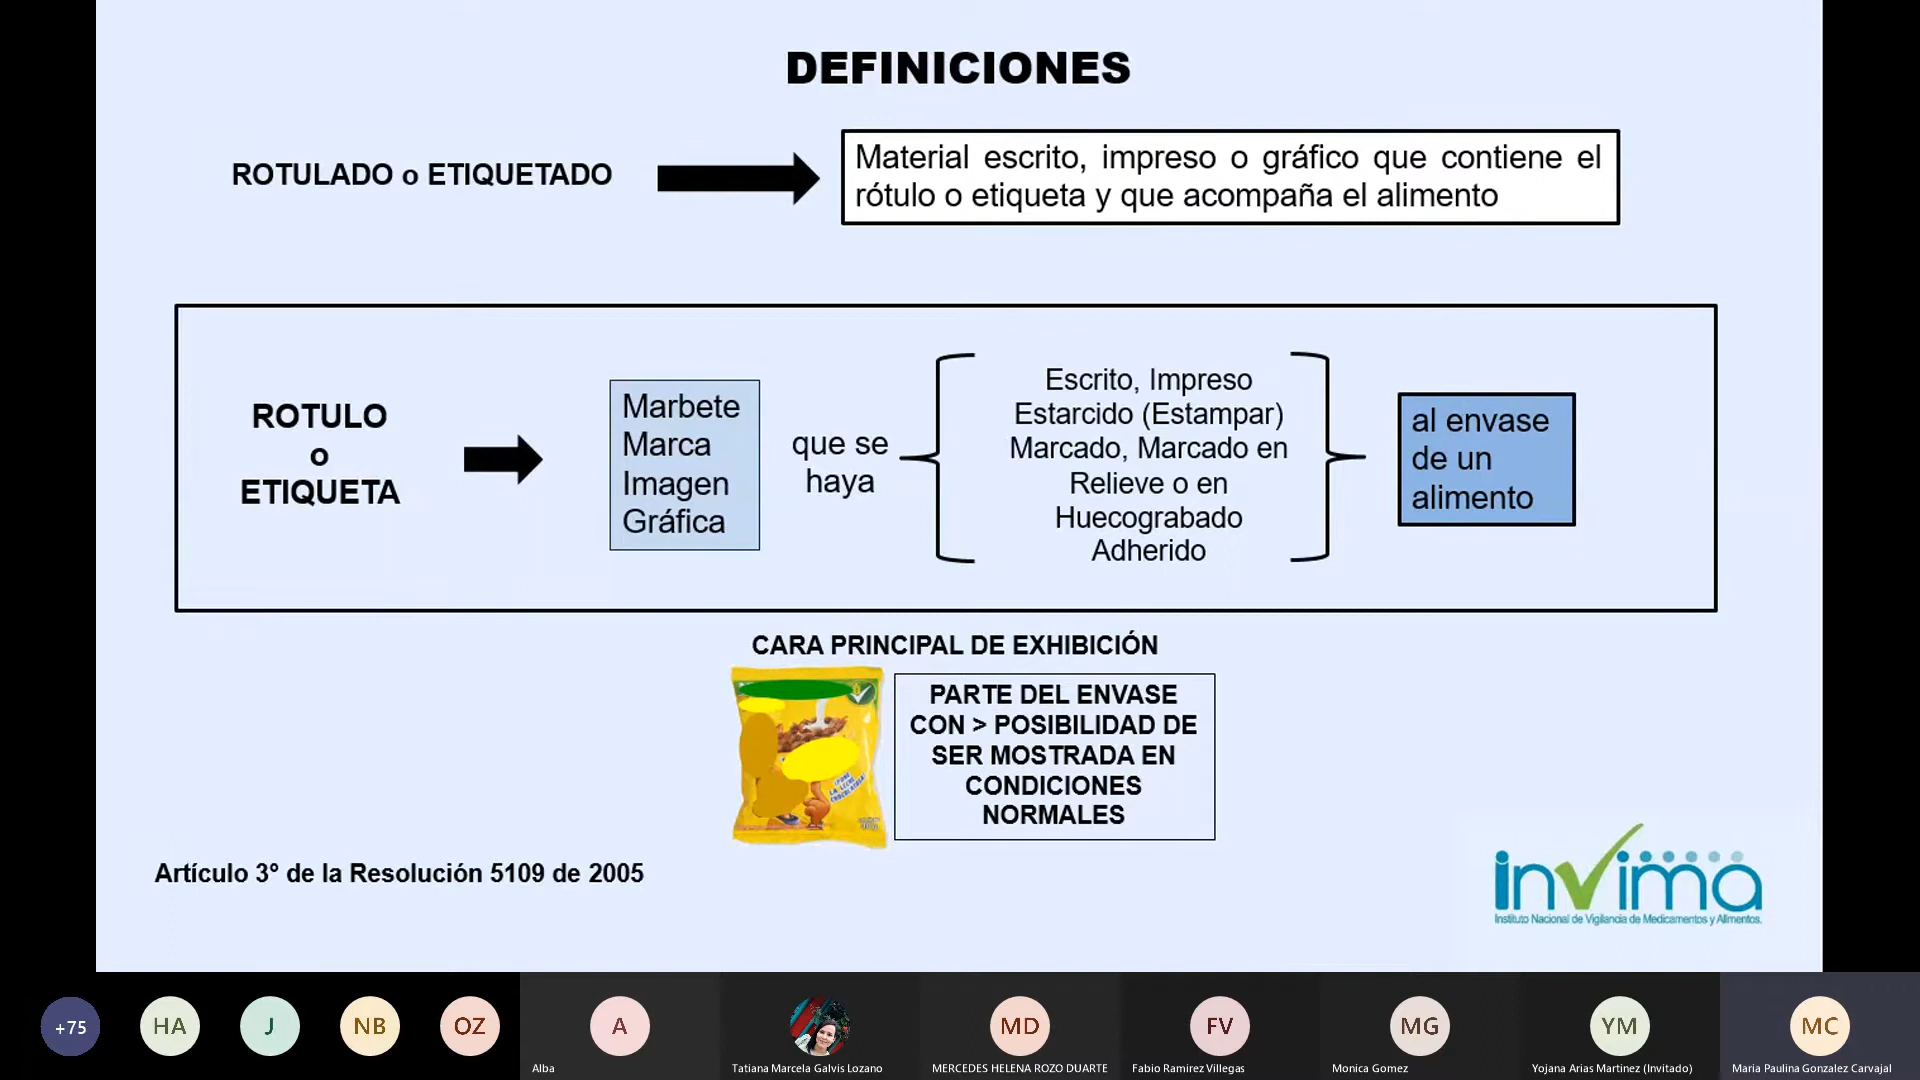 DEFINICIONES
ROTULADO o ETIQUETADO
Material escrito, impreso o gráfico que contiene el
rótulo o etiqueta y que acompaña el alimento
ROTULO
o
ETIQUETA
Marbete
Marca
Imagen
Gráfica
que se
haya
Escrito, Impreso
Estarcido (Estampar)
Marcado, Marcado en
Relieve o en
Huecograbado
Adherido
al envase
de un
alimento
CARA PRINCIPAL DE EXHIBICIÓN
¡PONE
LA LECHE
CHOCOLATOSA!
PARTE DEL ENVASE
CON > POSIBILIDAD DE
SER MOSTRADA EN
CONDICIONES
NORMALES
Artículo 3° de la Resolución 5109 de 2005
invima
Instituto Nacional de Vigilancia de Medicamentos y Alimentos.
+75
HA
J
NB
OZ
A
MD
FV
MG
YM
MC
Alba
Tatiana Marcela Galvis Lozano
MERCEDES HELENA ROZO DUARTE
Fabio Ramirez Villegas
Monica Gomez
Yojana Arias Martinez (Invitado)
Maria Paulina Gonzalez Carvajal